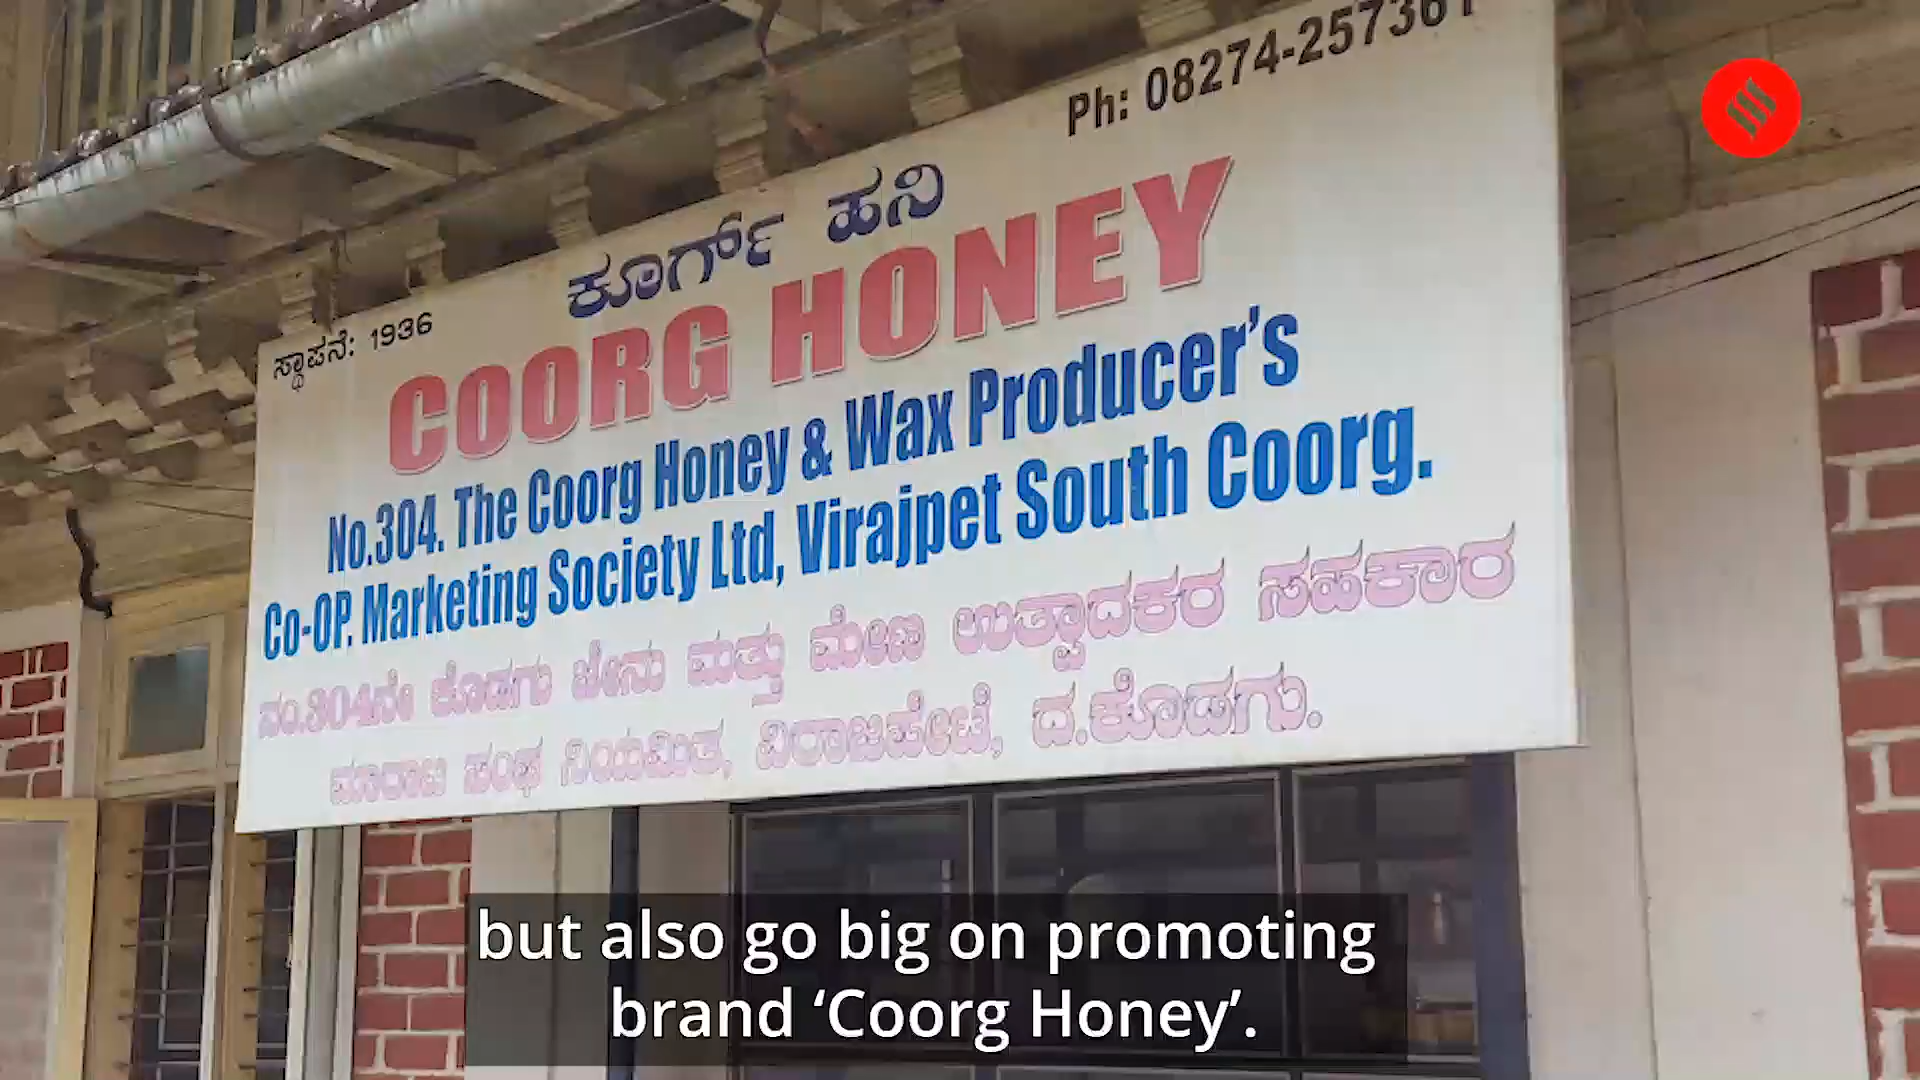 Ph: 08274-257361
ಕೂರ್ಗ್ ಹನಿ
ಸ್ಥಾಪನೆ: 1936
COORG HONEY
No.304. The Coorg Honey & Wax Producer's
Co-OP. Marketing Society Ltd, Virajpet South Coorg.
ನಂ.304ನೇ ಕೊಡಗು ಜೇನು ಮತ್ತು ಮೇಣ ಉತ್ಪಾದಕರ ಸಹಕಾರ
ಮಾರಾಟ ಸಂಘ ನಿಯಮಿತ, ವಿರಾಜಪೇಟೆ, ದ.ಕೊಡಗು.
but also go big on promoting
brand ‘Coorg Honey’.